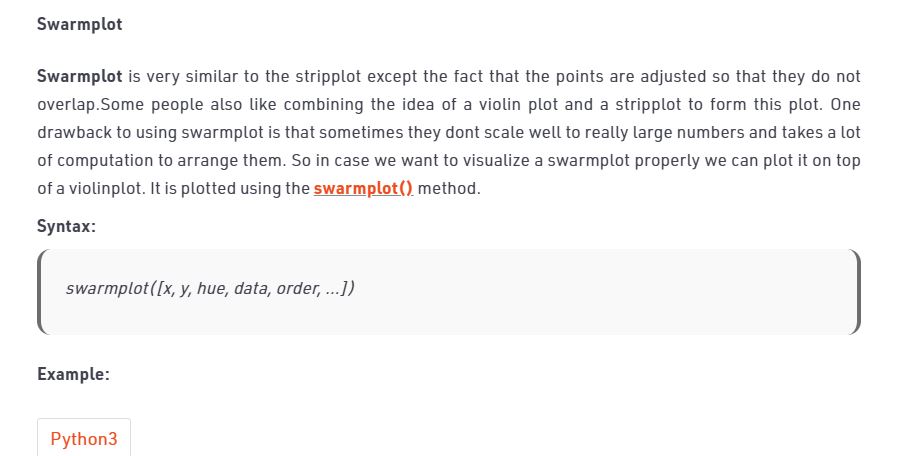 Swarmplot
Swarmplot is very similar to the stripplot except the fact that the points are adjusted so that they do not
overlap.Some people also like combining the idea of a violin plot and a stripplot to form this plot. One
drawback to using swarmplot is that sometimes they dont scale well to really large numbers and takes a lot
of computation to arrange them. So in case we want to visualize a swarmplot properly we can plot it on top
of a violinplot. It is plotted using the swarmplot() method.
Syntax:
swarmplot([x, y, hue, data, order, …])
Example:
Python3